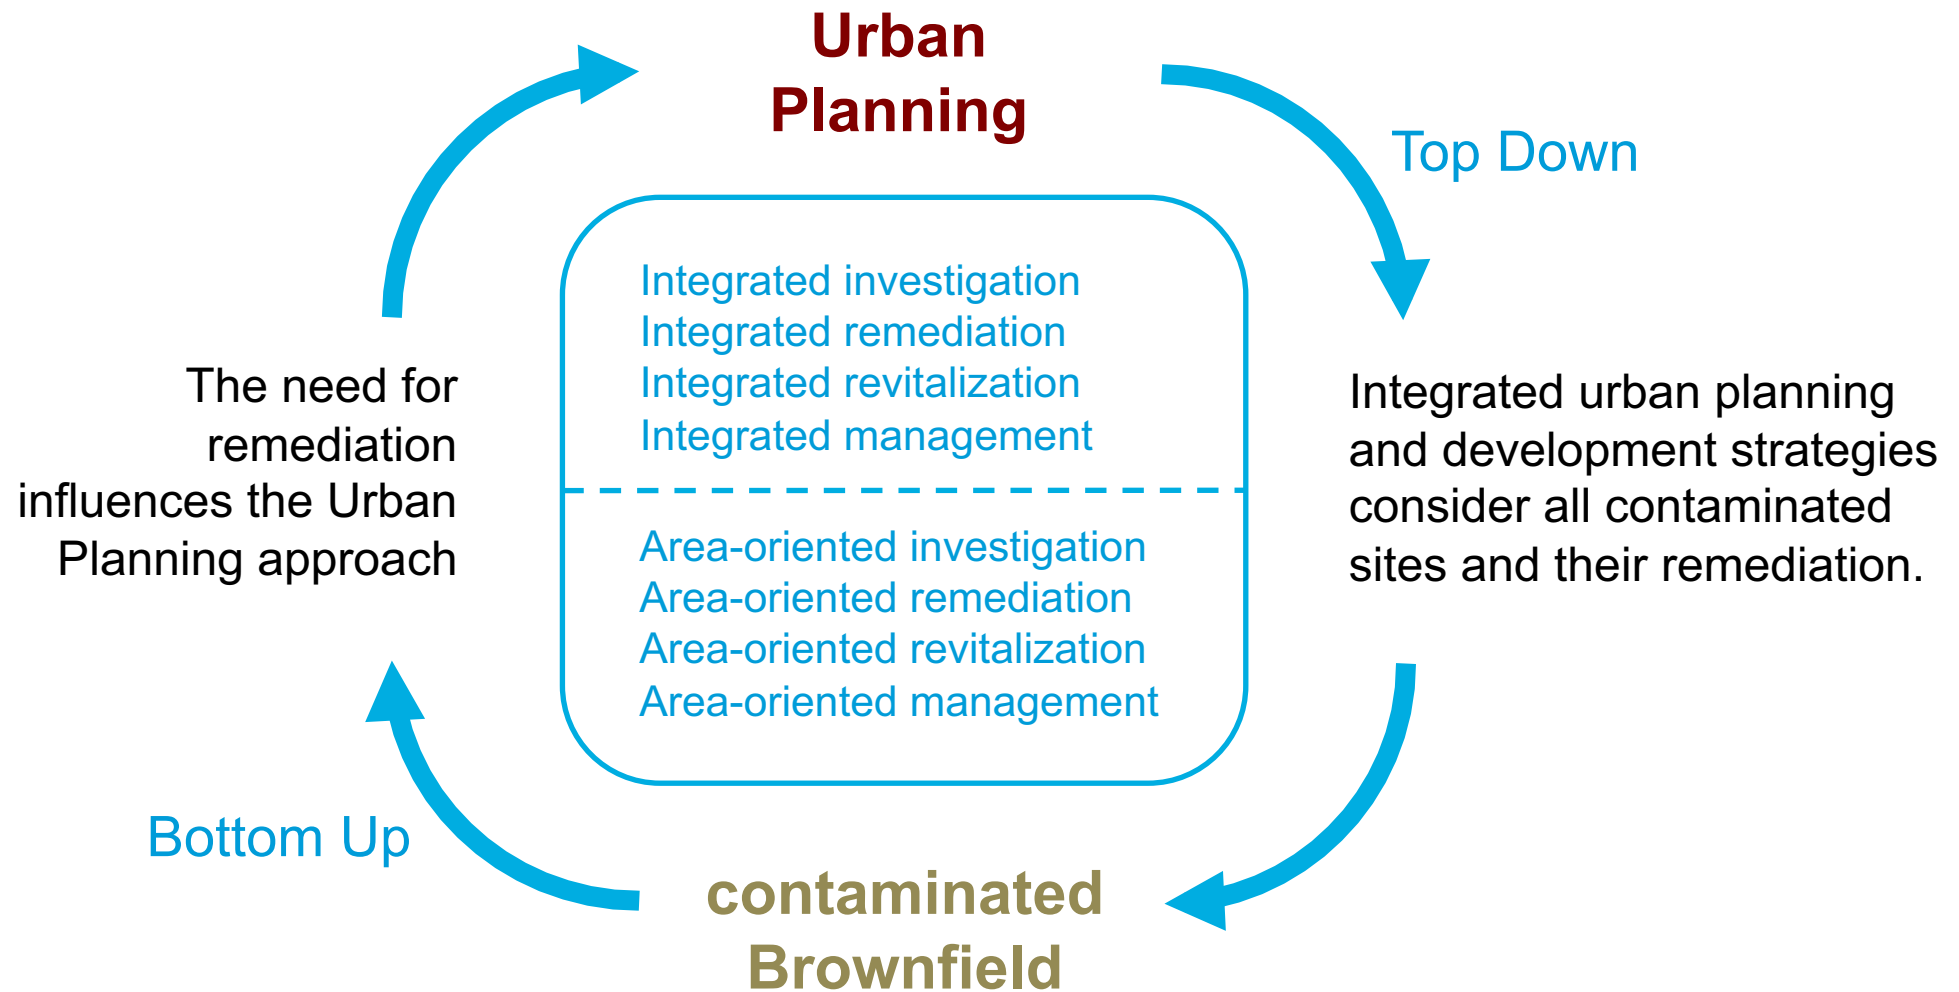 Urban
Planning
Top Down
Integrated investigation
Integrated remediation
Integrated revitalization
Integrated management
The need for
remediation
influences the Urban
Planning approach
Integrated urban planning
and development strategies
consider all contaminated
sites and their remediation.
Area-oriented investigation
Area-oriented remediation
Area-oriented revitalization
Area-oriented management
Bottom Up
contaminated
Brownfield